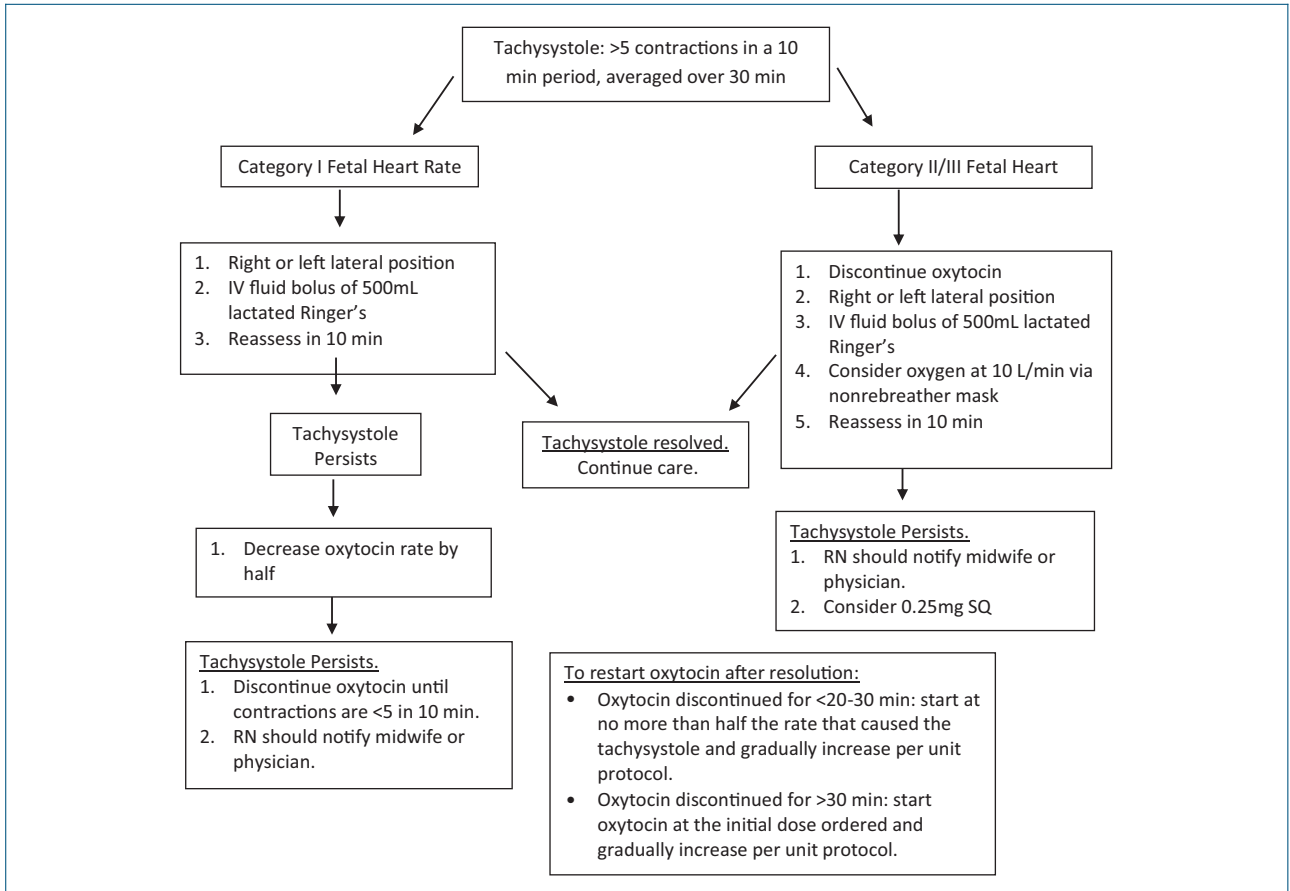 Tachysystole: >5 contractions in a 10
min period, averaged over 30 min
Category I Fetal Heart Rate
Category II/III Fetal Heart
1. Right or left lateral position
2. IV fluid bolus of 500mL
lactated Ringer’s
3. Reassess in 10 min
1. Discontinue oxytocin
2. Right or left lateral position
3. IV fluid bolus of 500mL lactated
Ringer’s
4. Consider oxygen at 10 L/min via
nonrebreather mask
5. Reassess in 10 min
Tachysystole
Persists
Tachysystole resolved.
Continue care.
1. Decrease oxytocin rate by
half
Tachysystole Persists.
1. RN should notify midwife or
physician.
2. Consider 0.25mg SQ
Tachysystole Persists.
1. Discontinue oxytocin until
contractions are <5 in 10 min.
2. RN should notify midwife or
physician.
To restart oxytocin after resolution:
• Oxytocin discontinued for <20-30 min: start at
no more than half the rate that caused the
tachysystole and gradually increase per unit
protocol.
• Oxytocin discontinued for >30 min: start
oxytocin at the initial dose ordered and
gradually increase per unit protocol.